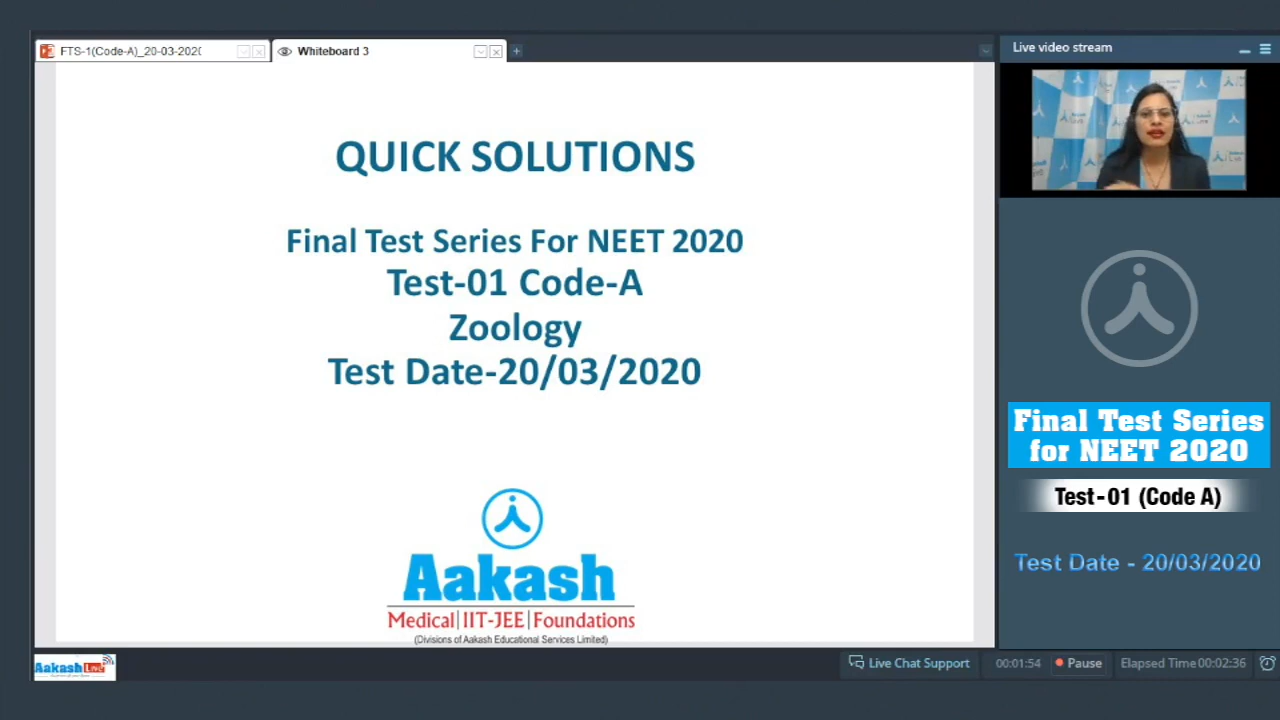 FTS-1(Code-A)_20-03-202
Whiteboard 3
Live video stream
QUICK SOLUTIONS
Final Test Series For NEET 2020
Test-01 Code-A
Zoology
Test Date-20/03/2020
Aakash
Medical|IIT-JEE|Foundations
(Divisions of Aakash Educational Services Limited)
Final Test Series
for NEET 2020
Test-01 (Code A)
Test Date - 20/03/2020
Aakash Live
Live Chat Support
00:01:54
Pause
Elapsed Time 00:02:36